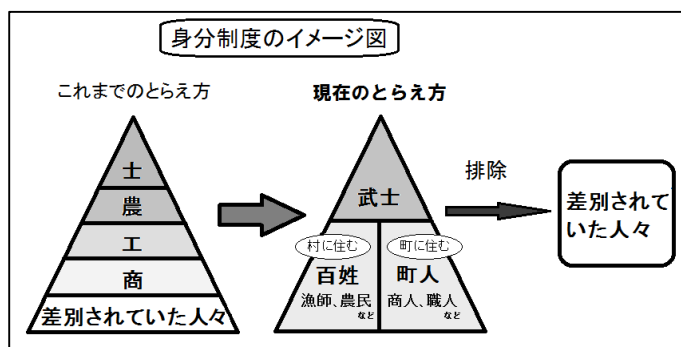 身分制度のイメージ図
これまでのとらえ方
士
農
工
商
差別されていた人々
現在のとらえ方
武士
村に住む
百姓
漁師、農民
など
町に住む
町人
商人、職人
など
排除
差別されて
いた人々